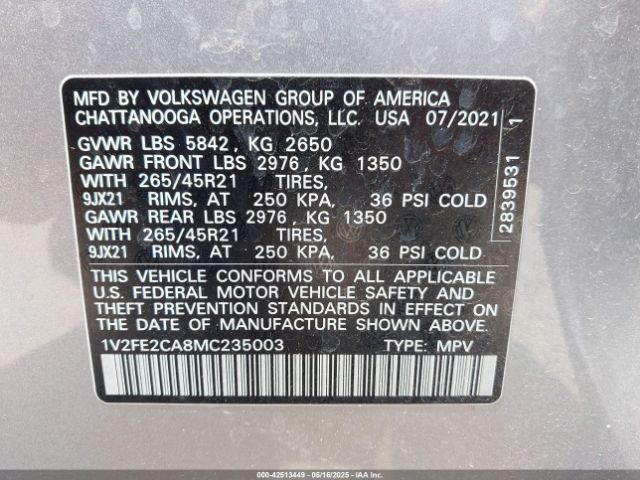 MFD BY VOLKSWAGEN GROUP OF AMERICA
CHATTANOOGA OPERATIONS, LLC. USA 07/2021
GVWR LBS 5842, KG 2650
GAWR FRONT LBS 2976, KG 1350
WITH 265/45R21 TIRES,
9JX21 RIMS, AT 250 KPA, 36 PSI COLD
GAWR REAR LBS 2976, KG 1350
WITH 265/45R21 TIRES,
9JX21 RIMS, AT 250 KPA, 36 PSI COLD
THIS VEHICLE CONFORMS TO ALL APPLICABLE
U.S. FEDERAL MOTOR VEHICLE SAFETY AND
THEFT PREVENTION STANDARDS IN EFFECT ON
THE DATE OF MANUFACTURE SHOWN ABOVE.
1V2FE2CA8MC235003 TYPE: MPV
2839531 1
000-42513449 - 06/16/2025 - IAA Inc.